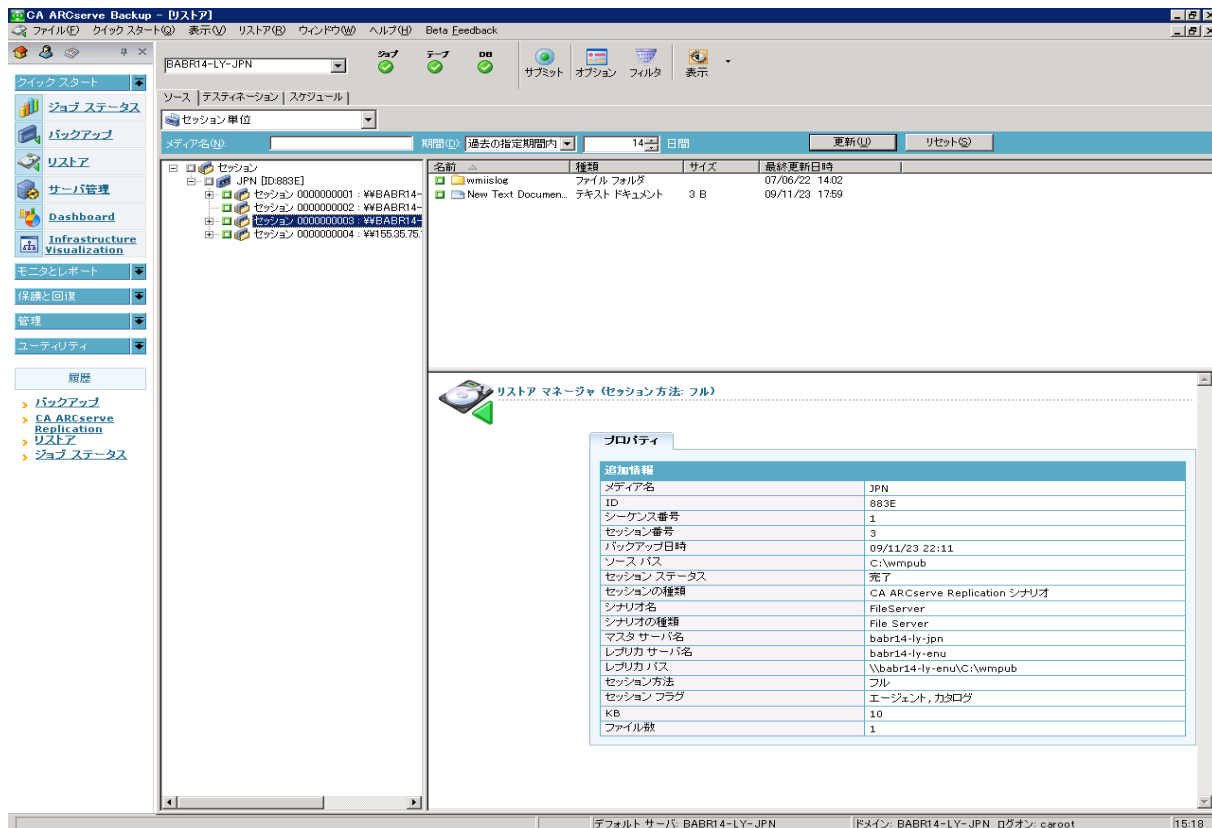 CA ARCserve Backup - [リストア]
ファイル(F) クイック スタート(Q) 表示(V) リストア(R) ウィンドウ(W) ヘルプ(H) Beta Feedback
BABR14-LY-JPN
ジョブ テープ DB
サブミット オプション フィルタ 表示
クイック スタート
ジョブ ステータス
バックアップ
リストア
サーバ管理
Dashboard
Infrastructure
Visualization
モニタとレポート
保護と回復
管理
ユーティリティ
履歴
バックアップ
CA ARCserve
Replication
リストア
ジョブ ステータス
ソース テスティネーション スケジュール
セッション単位
メディア名(N): 期間(D): 過去の指定期間内 14 日間 更新(U) リセット(S)
セッション
JPN [ID:883E]
セッション 0000000001 : ¥¥BABR14-
セッション 0000000002 : ¥¥BABR14-
セッション 0000000003 : ¥¥BABR14-
セッション 0000000004 : ¥¥155.35.75.
名前 種類 サイズ 最終更新日時
wmiislog ファイル フォルダ 07/06/22 14:02
New Text Documen... テキスト ドキュメント 3 B 09/11/23 17:59
リストア マネージャ (セッション方法: フル)
プロパティ
追加情報
メディア名 JPN
ID 883E
シーケンス番号 1
セッション番号 3
バックアップ日時 09/11/23 22:11
ソース パス C:\wmpub
セッション ステータス 完了
セッションの種類 CA ARCserve Replication シナリオ
シナリオ名 FileServer
シナリオの種類 File Server
マスタ サーバ名 babr14-ly-jpn
レプリカ サーバ名 babr14-ly-enu
レプリカ パス \\babr14-ly-enu\C:\wmpub
セッション方法 フル
セッション フラグ エージェント, カタログ
KB 10
ファイル数 1
デフォルト サーバ: BABR14-LY-JPN ドメイン: BABR14-LY-JPN ログオン: caroot 15:18